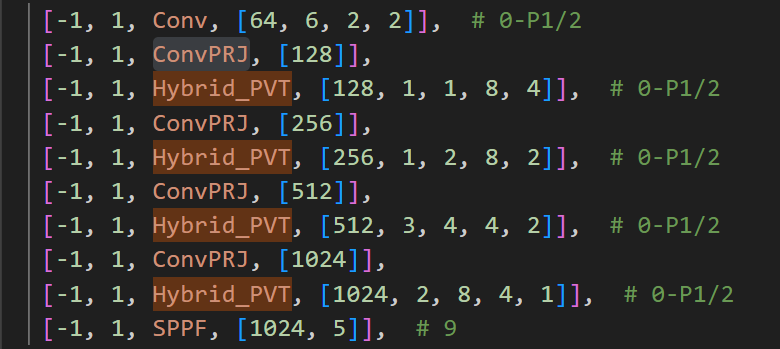 [-1, 1, Conv, [64, 6, 2, 2]],  # 0-P1/2
[-1, 1, ConvPRJ, [128]],
[-1, 1, Hybrid_PVT, [128, 1, 1, 8, 4]],  # 0-P1/2
[-1, 1, ConvPRJ, [256]],
[-1, 1, Hybrid_PVT, [256, 1, 2, 8, 2]],  # 0-P1/2
[-1, 1, ConvPRJ, [512]],
[-1, 1, Hybrid_PVT, [512, 3, 4, 4, 2]],  # 0-P1/2
[-1, 1, ConvPRJ, [1024]],
[-1, 1, Hybrid_PVT, [1024, 2, 8, 4, 1]],  # 0-P1/2
[-1, 1, SPPF, [1024, 5]],  # 9